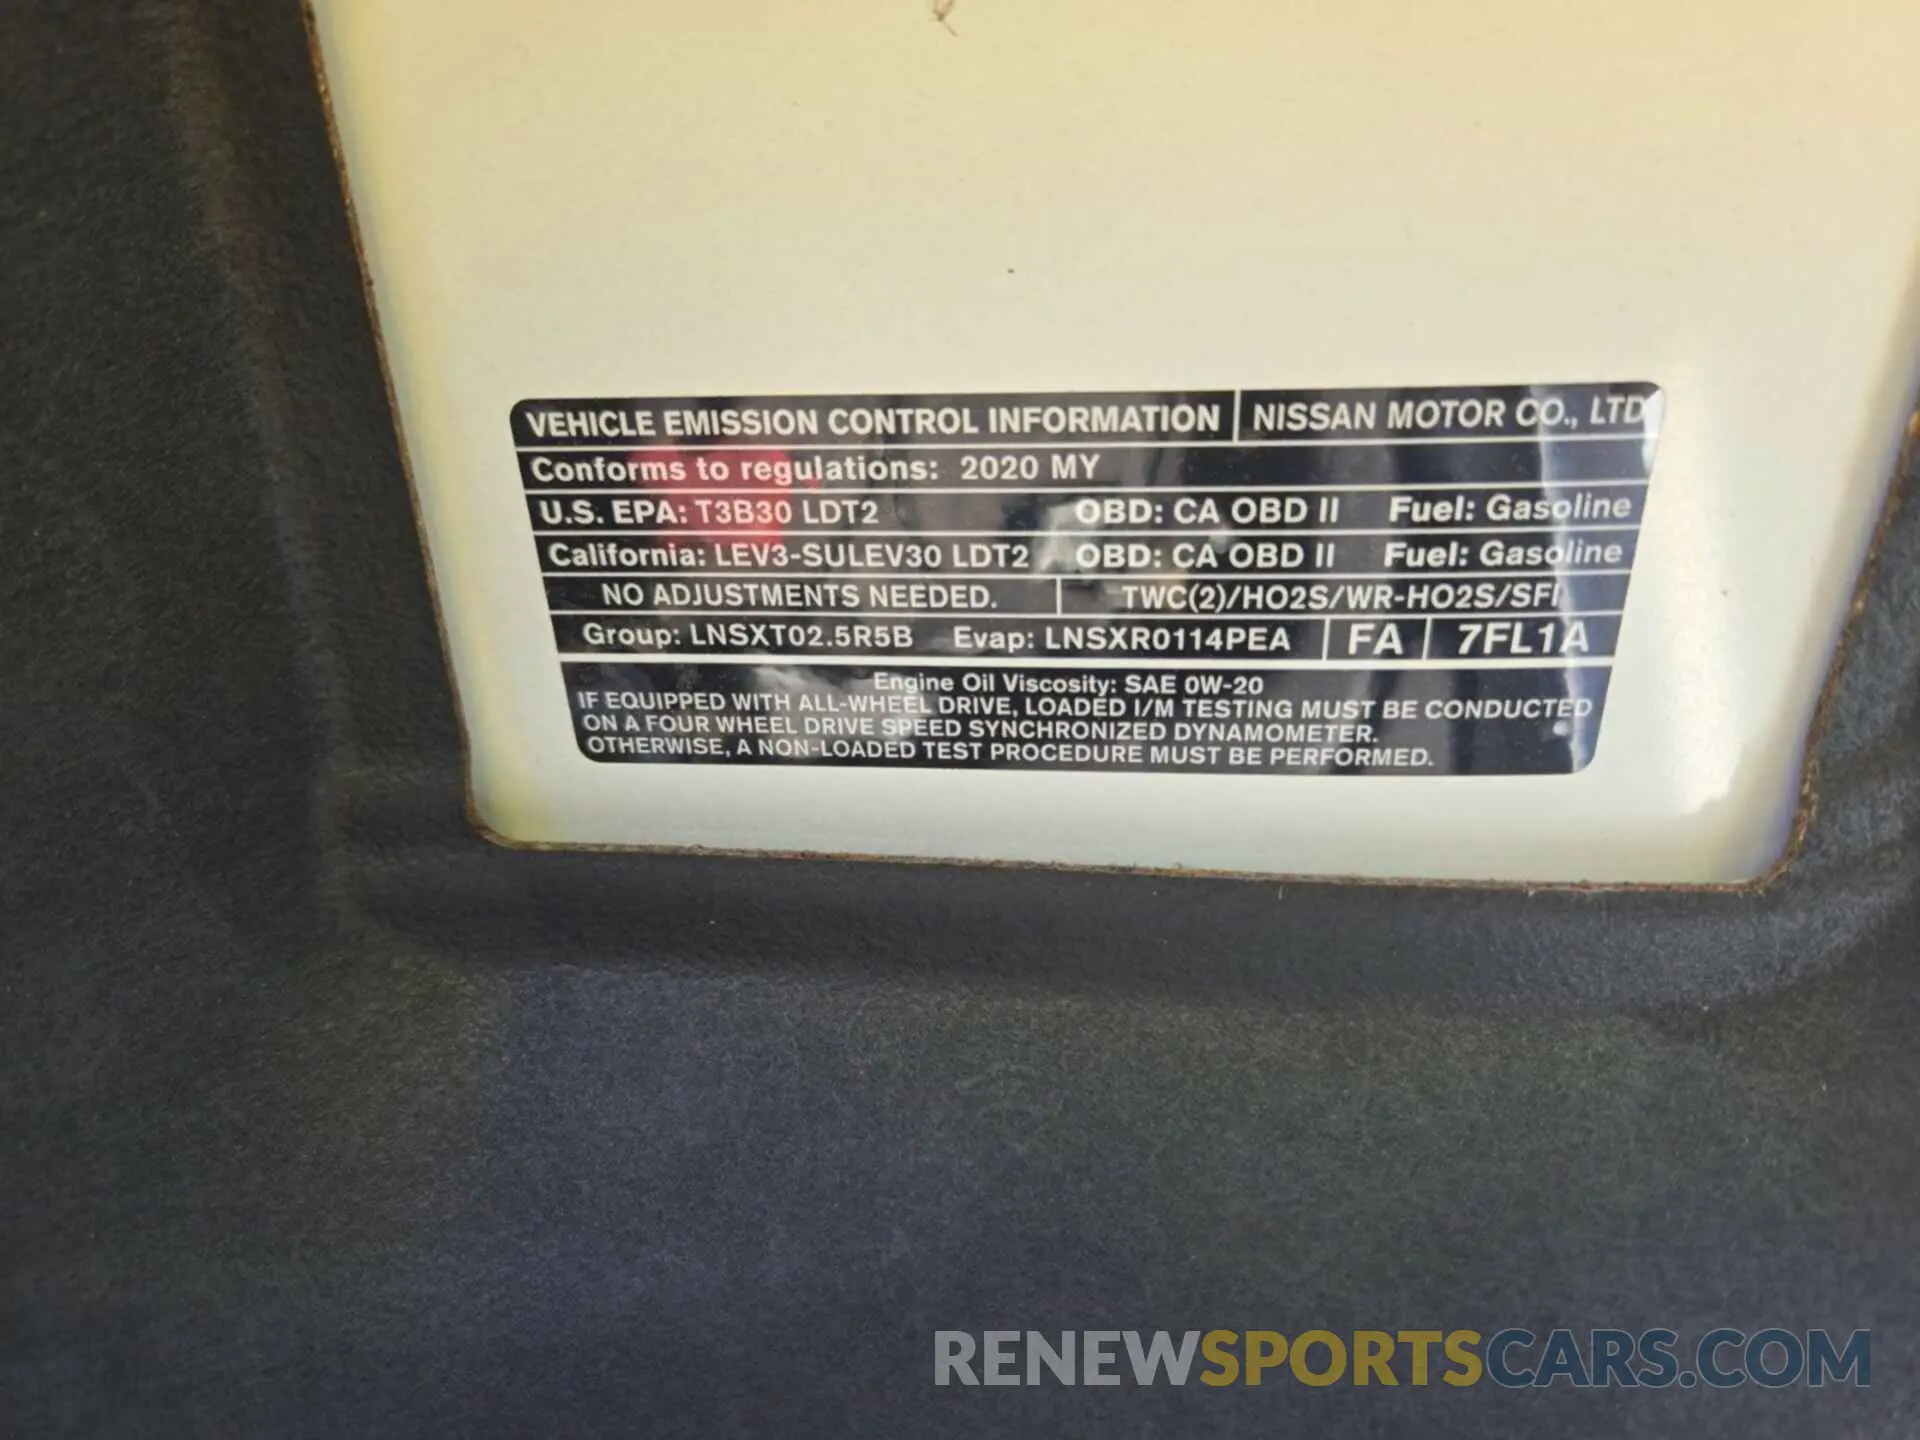 VEHICLE EMISSION CONTROL INFORMATION NISSAN MOTOR CO., LTD
Conforms to regulations: 2020 MY
U.S. EPA: T3B30 LDT2 OBD: CA OBD II Fuel: Gasoline
California: LEV3-SULEV30 LDT2 OBD: CA OBD II Fuel: Gasoline
NO ADJUSTMENTS NEEDED. TWC(2)/HO2S/WR-HO2S/SFI
Group: LNSXT02.5R5B Evap: LNSXR0114PEA FA 7FL1A
Engine Oil Viscosity: SAE 0W-20
IF EQUIPPED WITH ALL-WHEEL DRIVE, LOADED I/M TESTING MUST BE CONDUCTED
ON A FOUR WHEEL DRIVE SPEED SYNCHRONIZED DYNAMOMETER.
OTHERWISE, A NON-LOADED TEST PROCEDURE MUST BE PERFORMED.
RENEWSPORTSCARS.COM